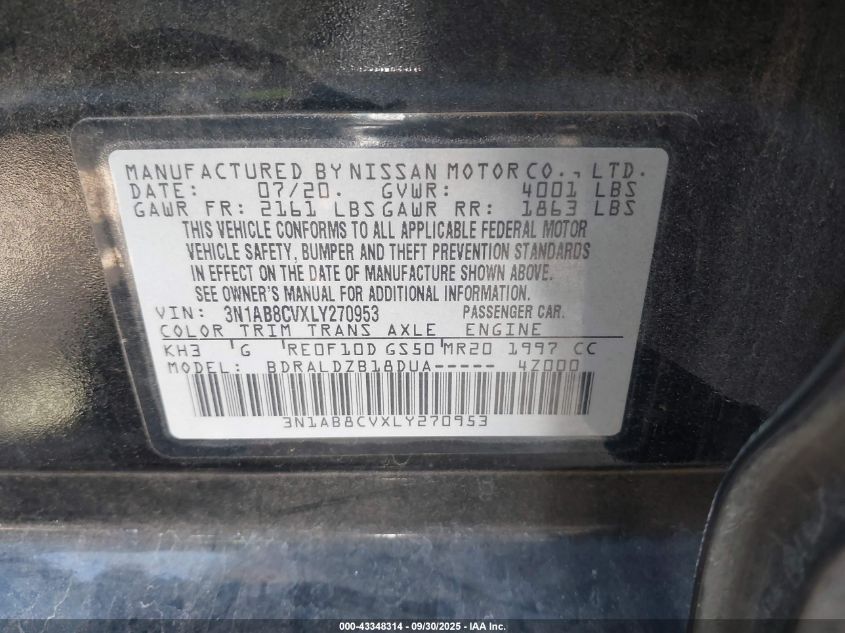 MANUFACTURED BY NISSAN MOTOR CO., LTD.
DATE: 07/20. GVWR: 4001 LBS
GAWR FR: 2161 LBS GAWR RR: 1863 LBS
THIS VEHICLE CONFORMS TO ALL APPLICABLE FEDERAL MOTOR
VEHICLE SAFETY, BUMPER AND THEFT PREVENTION STANDARDS
IN EFFECT ON THE DATE OF MANUFACTURE SHOWN ABOVE.
SEE OWNER'S MANUAL FOR ADDITIONAL INFORMATION.
VIN: 3N1AB8CVXLY270953 PASSENGER CAR.
COLOR TRIM TRANS AXLE ENGINE
KH3 G RE0F10D GS50 MR20 1997 CC
MODEL: BDRALDZB18DUA----- 4Z000
3N1AB8CVXLY270953
000-43348314 - 09/30/2025 - IAA Inc.